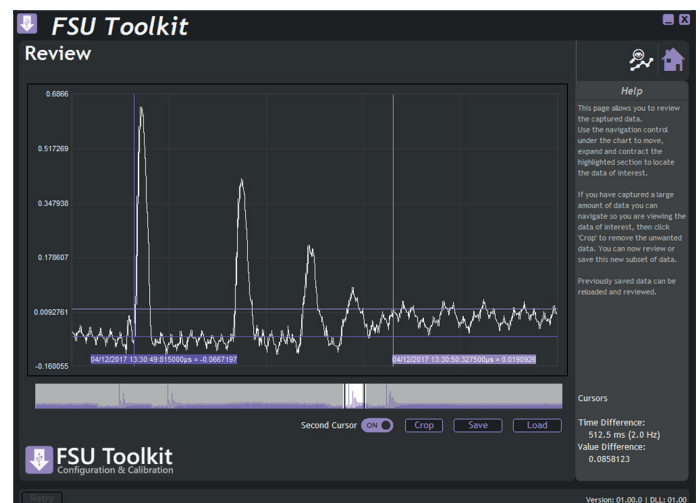 FSU Toolkit
Review
0.6866
0.517269
0.347938
0.178607
0.0092761
-0.160055
04/12/2017 13:30:49.815000µs = -0.0667197
04/12/2017 13:30:50.327500µs = 0.0190926
Second Cursor
ON
Crop
Save
Load
FSU Toolkit
Configuration & Calibration
Retry
Help
This page allows you to review
the captured data.
Use the navigation control
under the chart to move,
expand and contract the
highlighted section to locate
the data of interest.
If you have captured a large
amount of data you can
navigate so you are viewing the
data of interest, then click
'Crop' to remove the unwanted
data. You can now review or
save this new subset of data.
Previously saved data can be
reloaded and reviewed.
Cursors
Time Difference:
512.5 ms (2.0 Hz)
Value Difference:
0.0858123
Version: 01.00.0 | DLL: 01.00